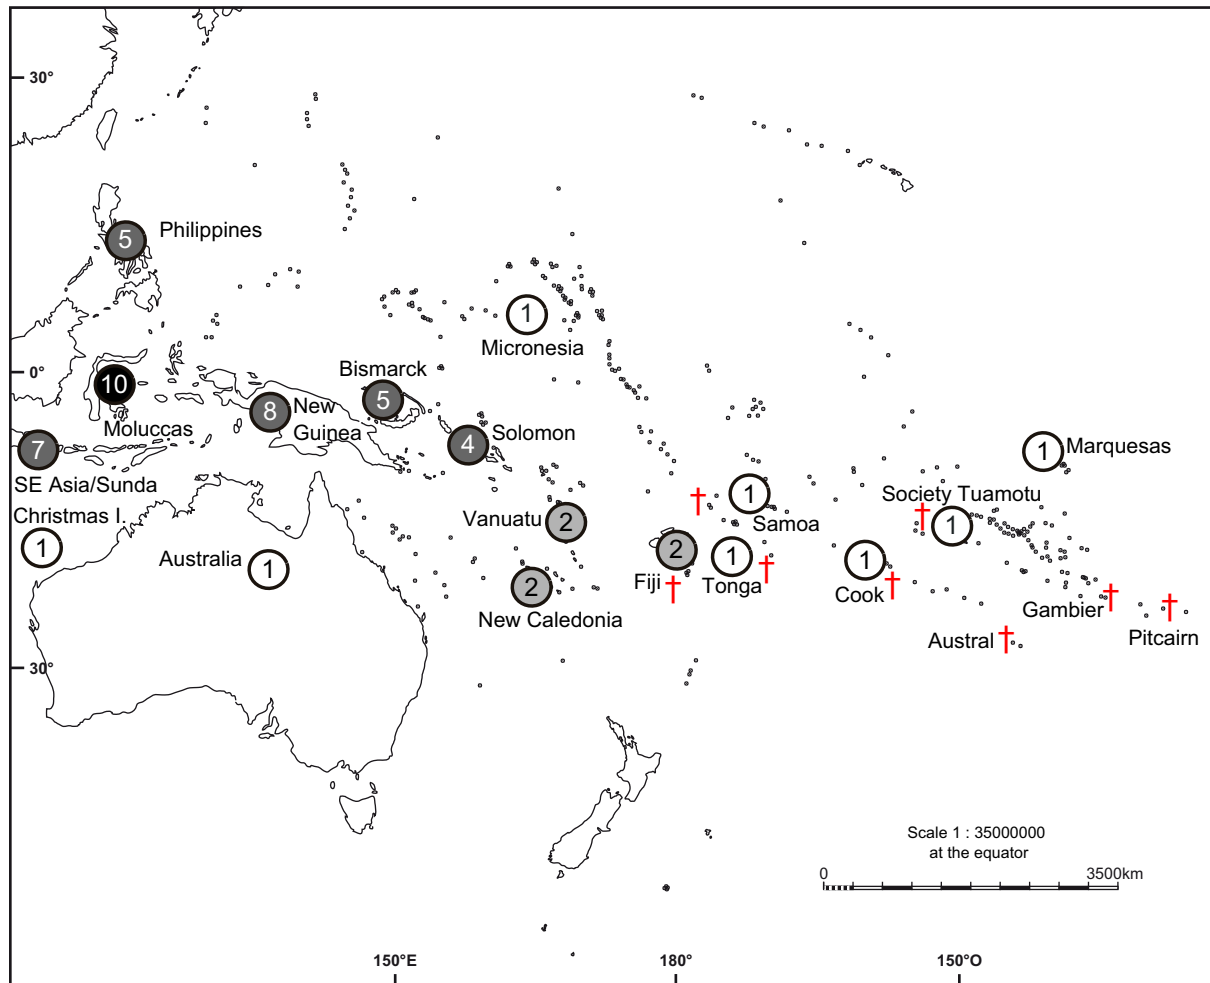 30°
5
Philippines
1
Micronesia
0°
Bismarck
5
10
Moluccas
8
New
Guinea
4
Solomon
7
SE Asia/Sunda
1
Marquesas
Christmas I.
1
Australia
1
Vanuatu
2
2
New Caledonia
2
Fiji
1
Samoa
1
Tonga
Society Tuamotu
1
1
Cook
Gambier
Austral
Pitcairn
30°
Scale 1 : 35000000
at the equator
0
3500km
150°E
180°
150°O